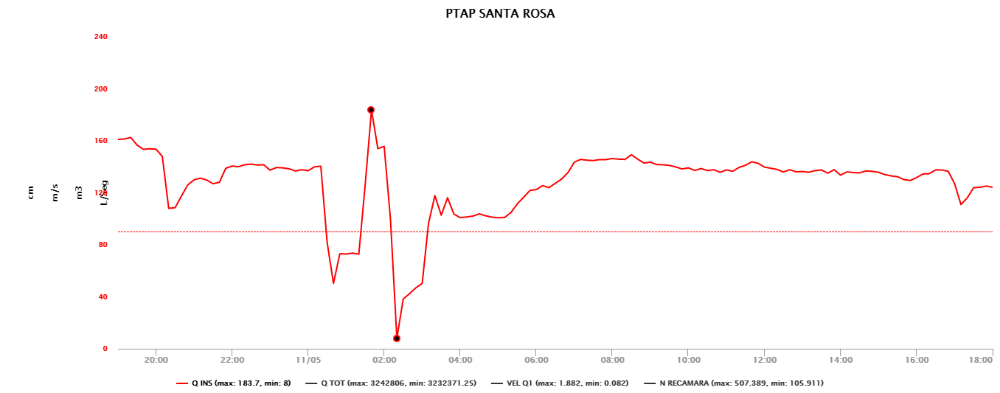 PTAP SANTA ROSA
240
200
160
120
80
40
0
cm
m/s
m3
L/Seg
20:00 22:00 11/05 02:00 04:00 06:00 08:00 10:00 12:00 14:00 16:00 18:00
Q INS (max: 183.7, min: 8) Q TOT (max: 3242806, min: 3232371.25) VEL Q1 (max: 1.882, min: 0.082) N RECAMARA (max: 507.389, min: 105.911)